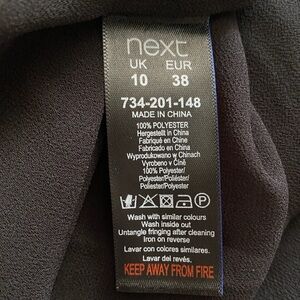 next
UK EUR
10 38
734-201-148
MADE IN CHINA
100% POLYESTER
Hergestellt in China
Fabriqué en Chine
Fabricado en China
Wyprodukowano w Chinach
Vyrobeno v Číně
100% Polyester/
Polyester/Poliéster/
Poliester/Polyester
Wash with similar colours
Wash inside out
Untangle fringing after cleaning
iron on reverse
Lavar con colores similares.
Lavar del revés.
KEEP AWAY FROM FIRE